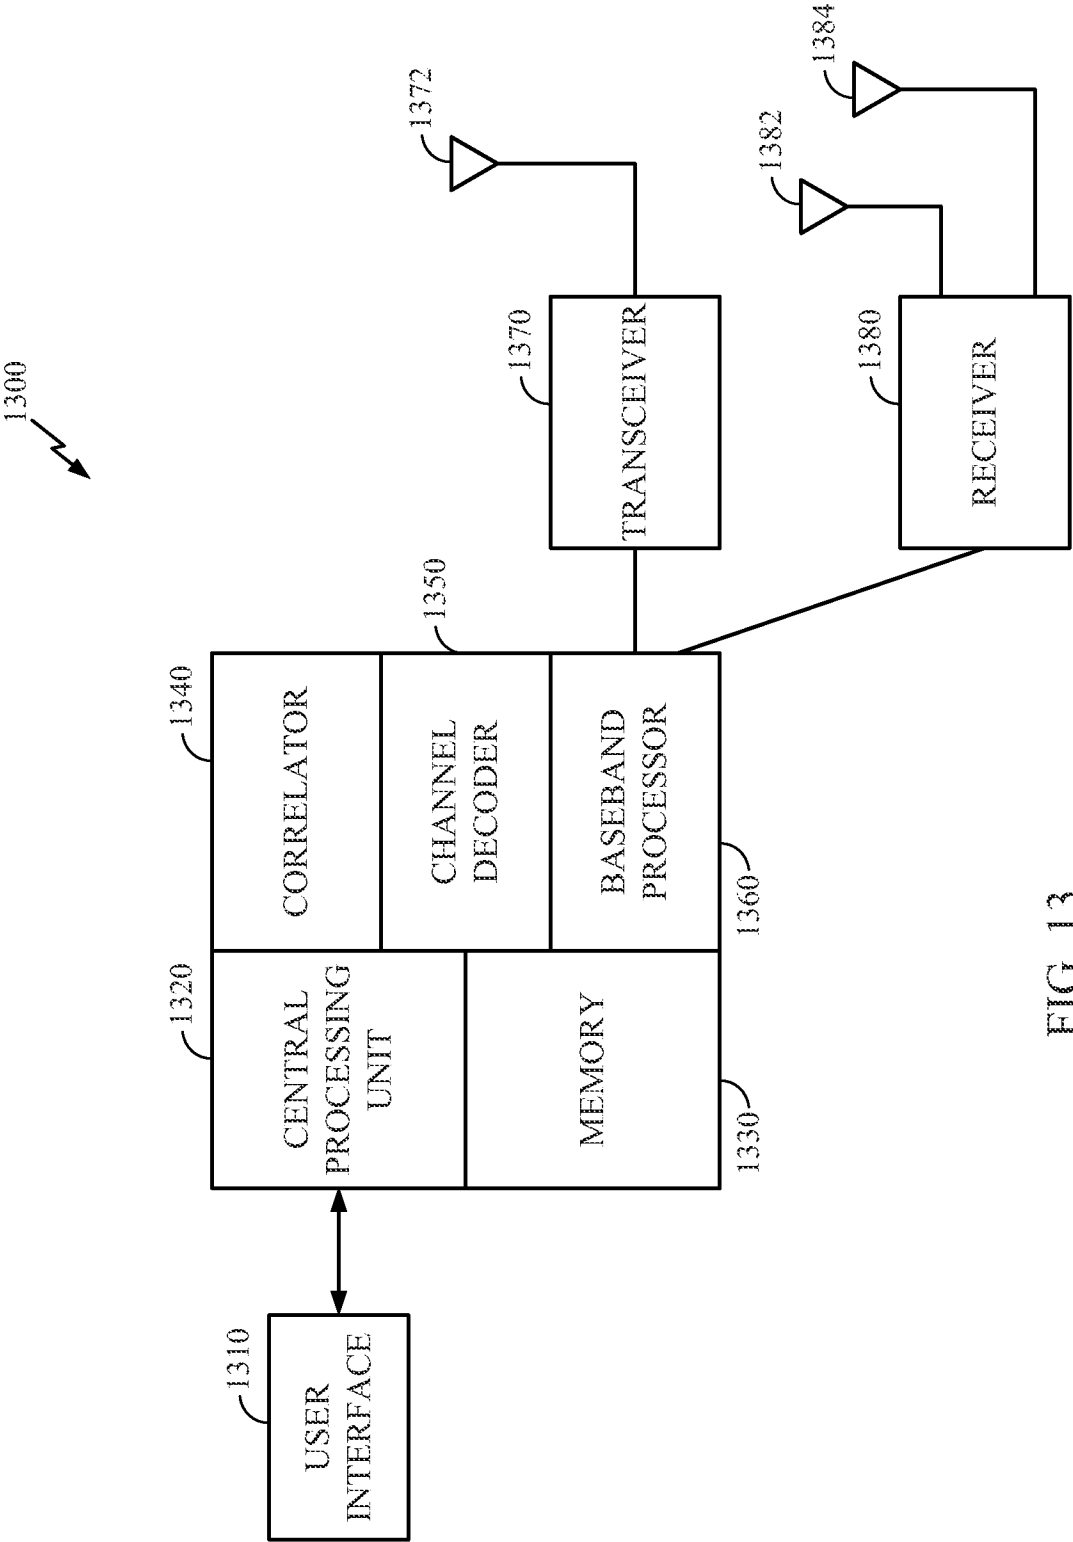 1300
1310
USER
INTERFACE
1320
CENTRAL
PROCESSING
UNIT
1330
MEMORY
1340
CORRELATOR
1350
CHANNEL
DECODER
1360
BASEBAND
PROCESSOR
1370
TRANSCEIVER
1372
1380
RECEIVER
1382
1384
FIG. 13